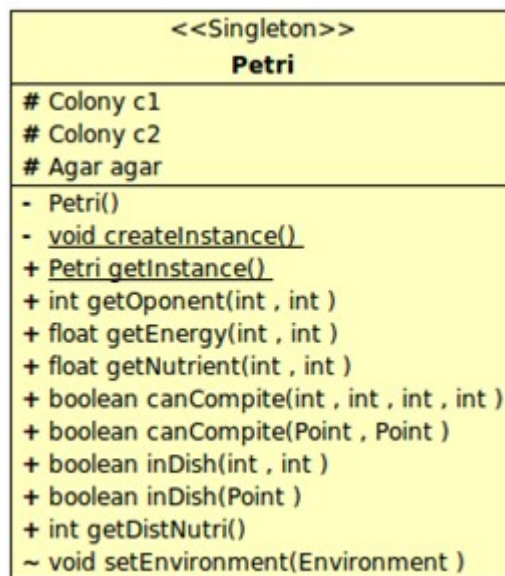 <<Singleton>>
Petri
# Colony c1
# Colony c2
# Agar agar
- Petri()
- void createInstance()
+ Petri getInstance()
+ int getOponent(int , int )
+ float getEnergy(int , int )
+ float getNutrient(int , int )
+ boolean canCompite(int , int , int , int )
+ boolean canCompite(Point , Point )
+ boolean inDish(int , int )
+ boolean inDish(Point )
+ int getDistNutri()
~ void setEnvironment(Environment )